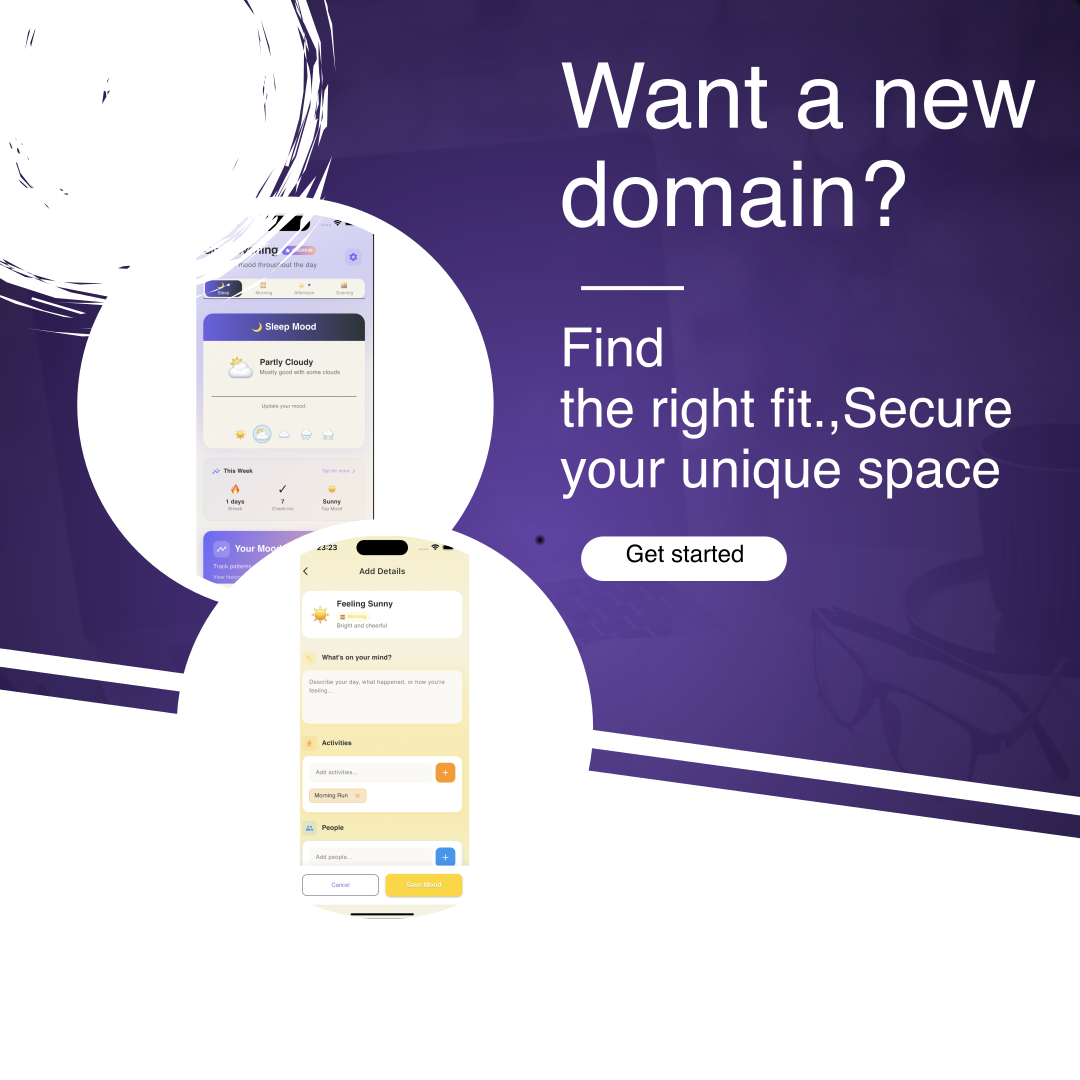 Want a new
domain?
Find
the right fit.,Secure
your unique space
Get started
mood throughout the day
Sleep
Morning
Afternoon
Evening
🌙 Sleep Mood
Partly Cloudy
Mostly good with some clouds
Update your mood
This Week
Tap for more >
1 days
7
Sunny
Streak
Check-ins
Top Mood
Your Mood
Track patterns
23:23
Add Details
Feeling Sunny
Morning
Bright and cheerful
What's on your mind?
Describe your day, what happened, or how you're
feeling...
Activities
Add activities...
+
Morning Run ×
People
Add people...
+
Cancel
Save Mood